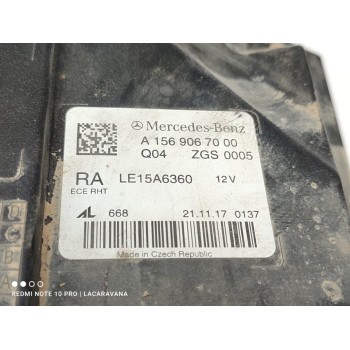 Mercedes-Benz
A 156 906 70 00
Q04 ZGS 0005
RA LE15A6360 12V
ECE RHT
AL 668 21.11.17 0137
Made in Czech Republic
D
C
B
A
REDMI NOTE 10 PRO | LACARAVANA